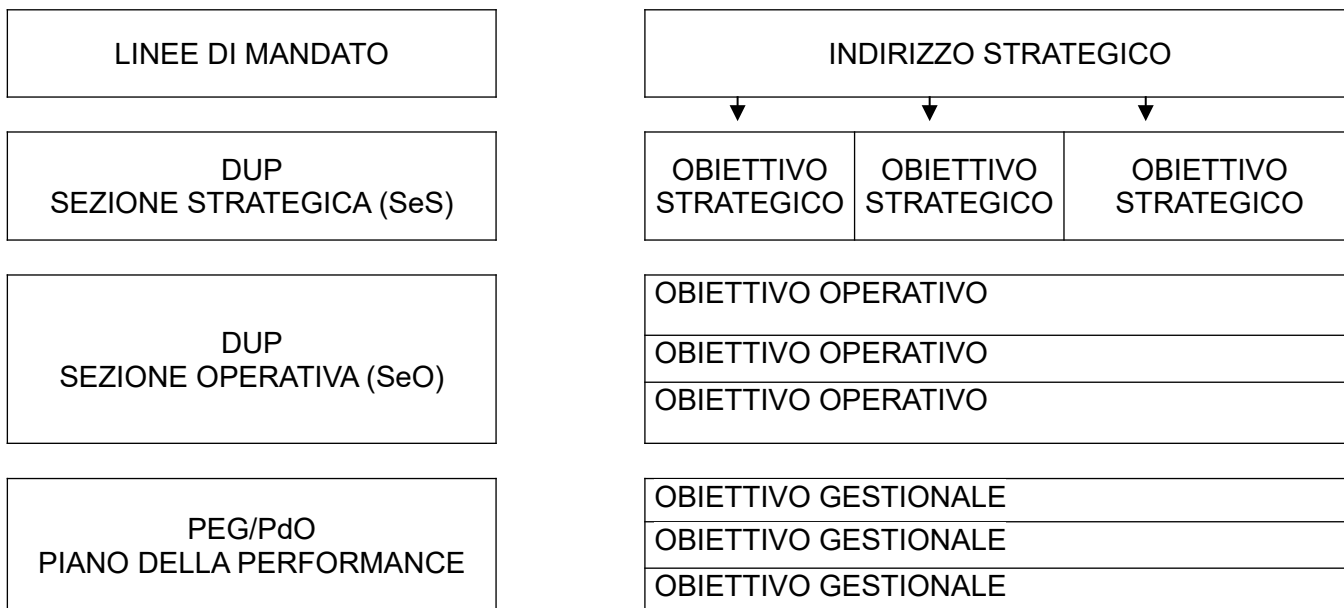 LINEE DI MANDATO
INDIRIZZO STRATEGICO
DUP
SEZIONE STRATEGICA (SeS)
OBIETTIVO
STRATEGICO
OBIETTIVO
STRATEGICO
OBIETTIVO
STRATEGICO
DUP
SEZIONE OPERATIVA (SeO)
OBIETTIVO OPERATIVO
OBIETTIVO OPERATIVO
OBIETTIVO OPERATIVO
PEG/PdO
PIANO DELLA PERFORMANCE
OBIETTIVO GESTIONALE
OBIETTIVO GESTIONALE
OBIETTIVO GESTIONALE